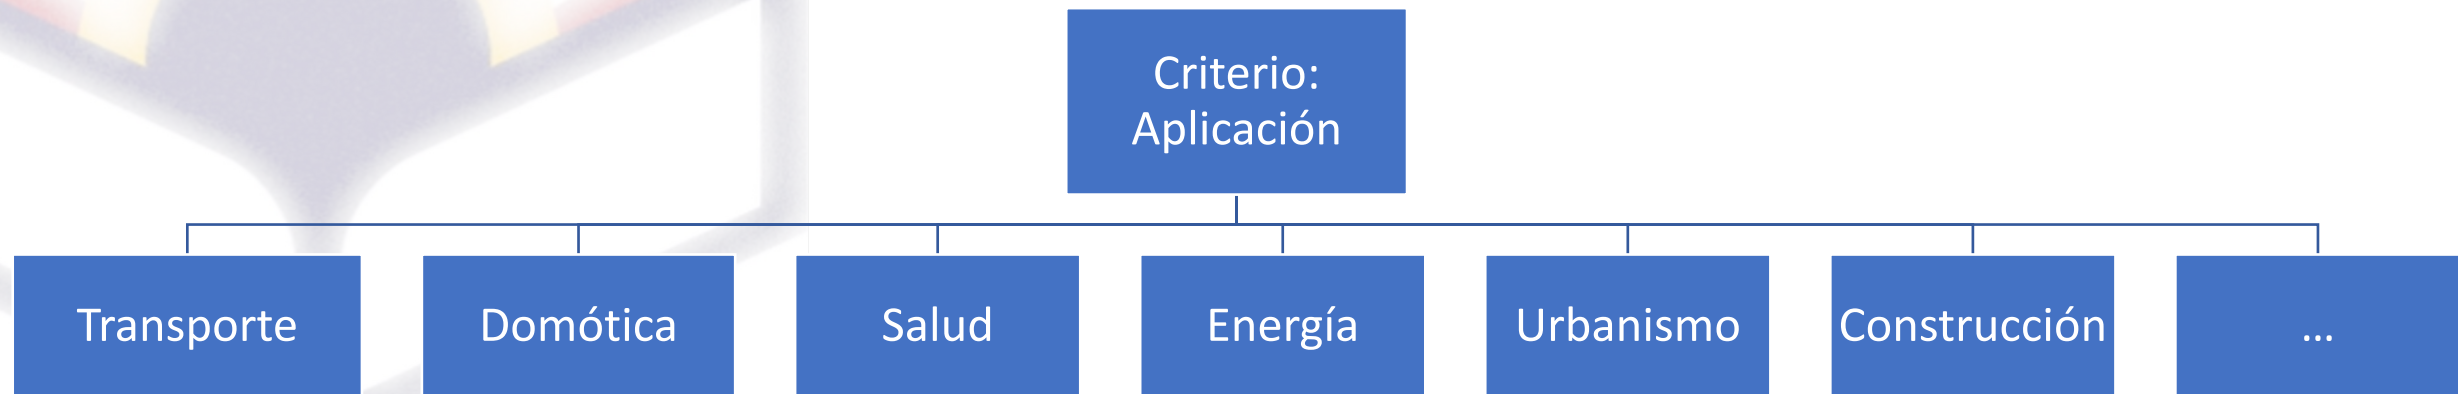 Criterio:
Aplicación
Transporte
Domótica
Salud
Energía
Urbanismo
Construcción
...